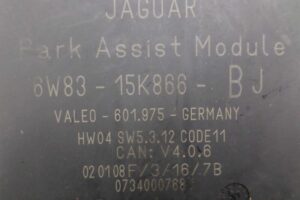 JAGUAR
Park Assist Module
6W83 - 15K866 - BJ
VALEO - 601.975 - GERMANY
HW04 SW5.3.12 CODE11
CAN: V4.0.6
020108F/3/16/7B
0734000768